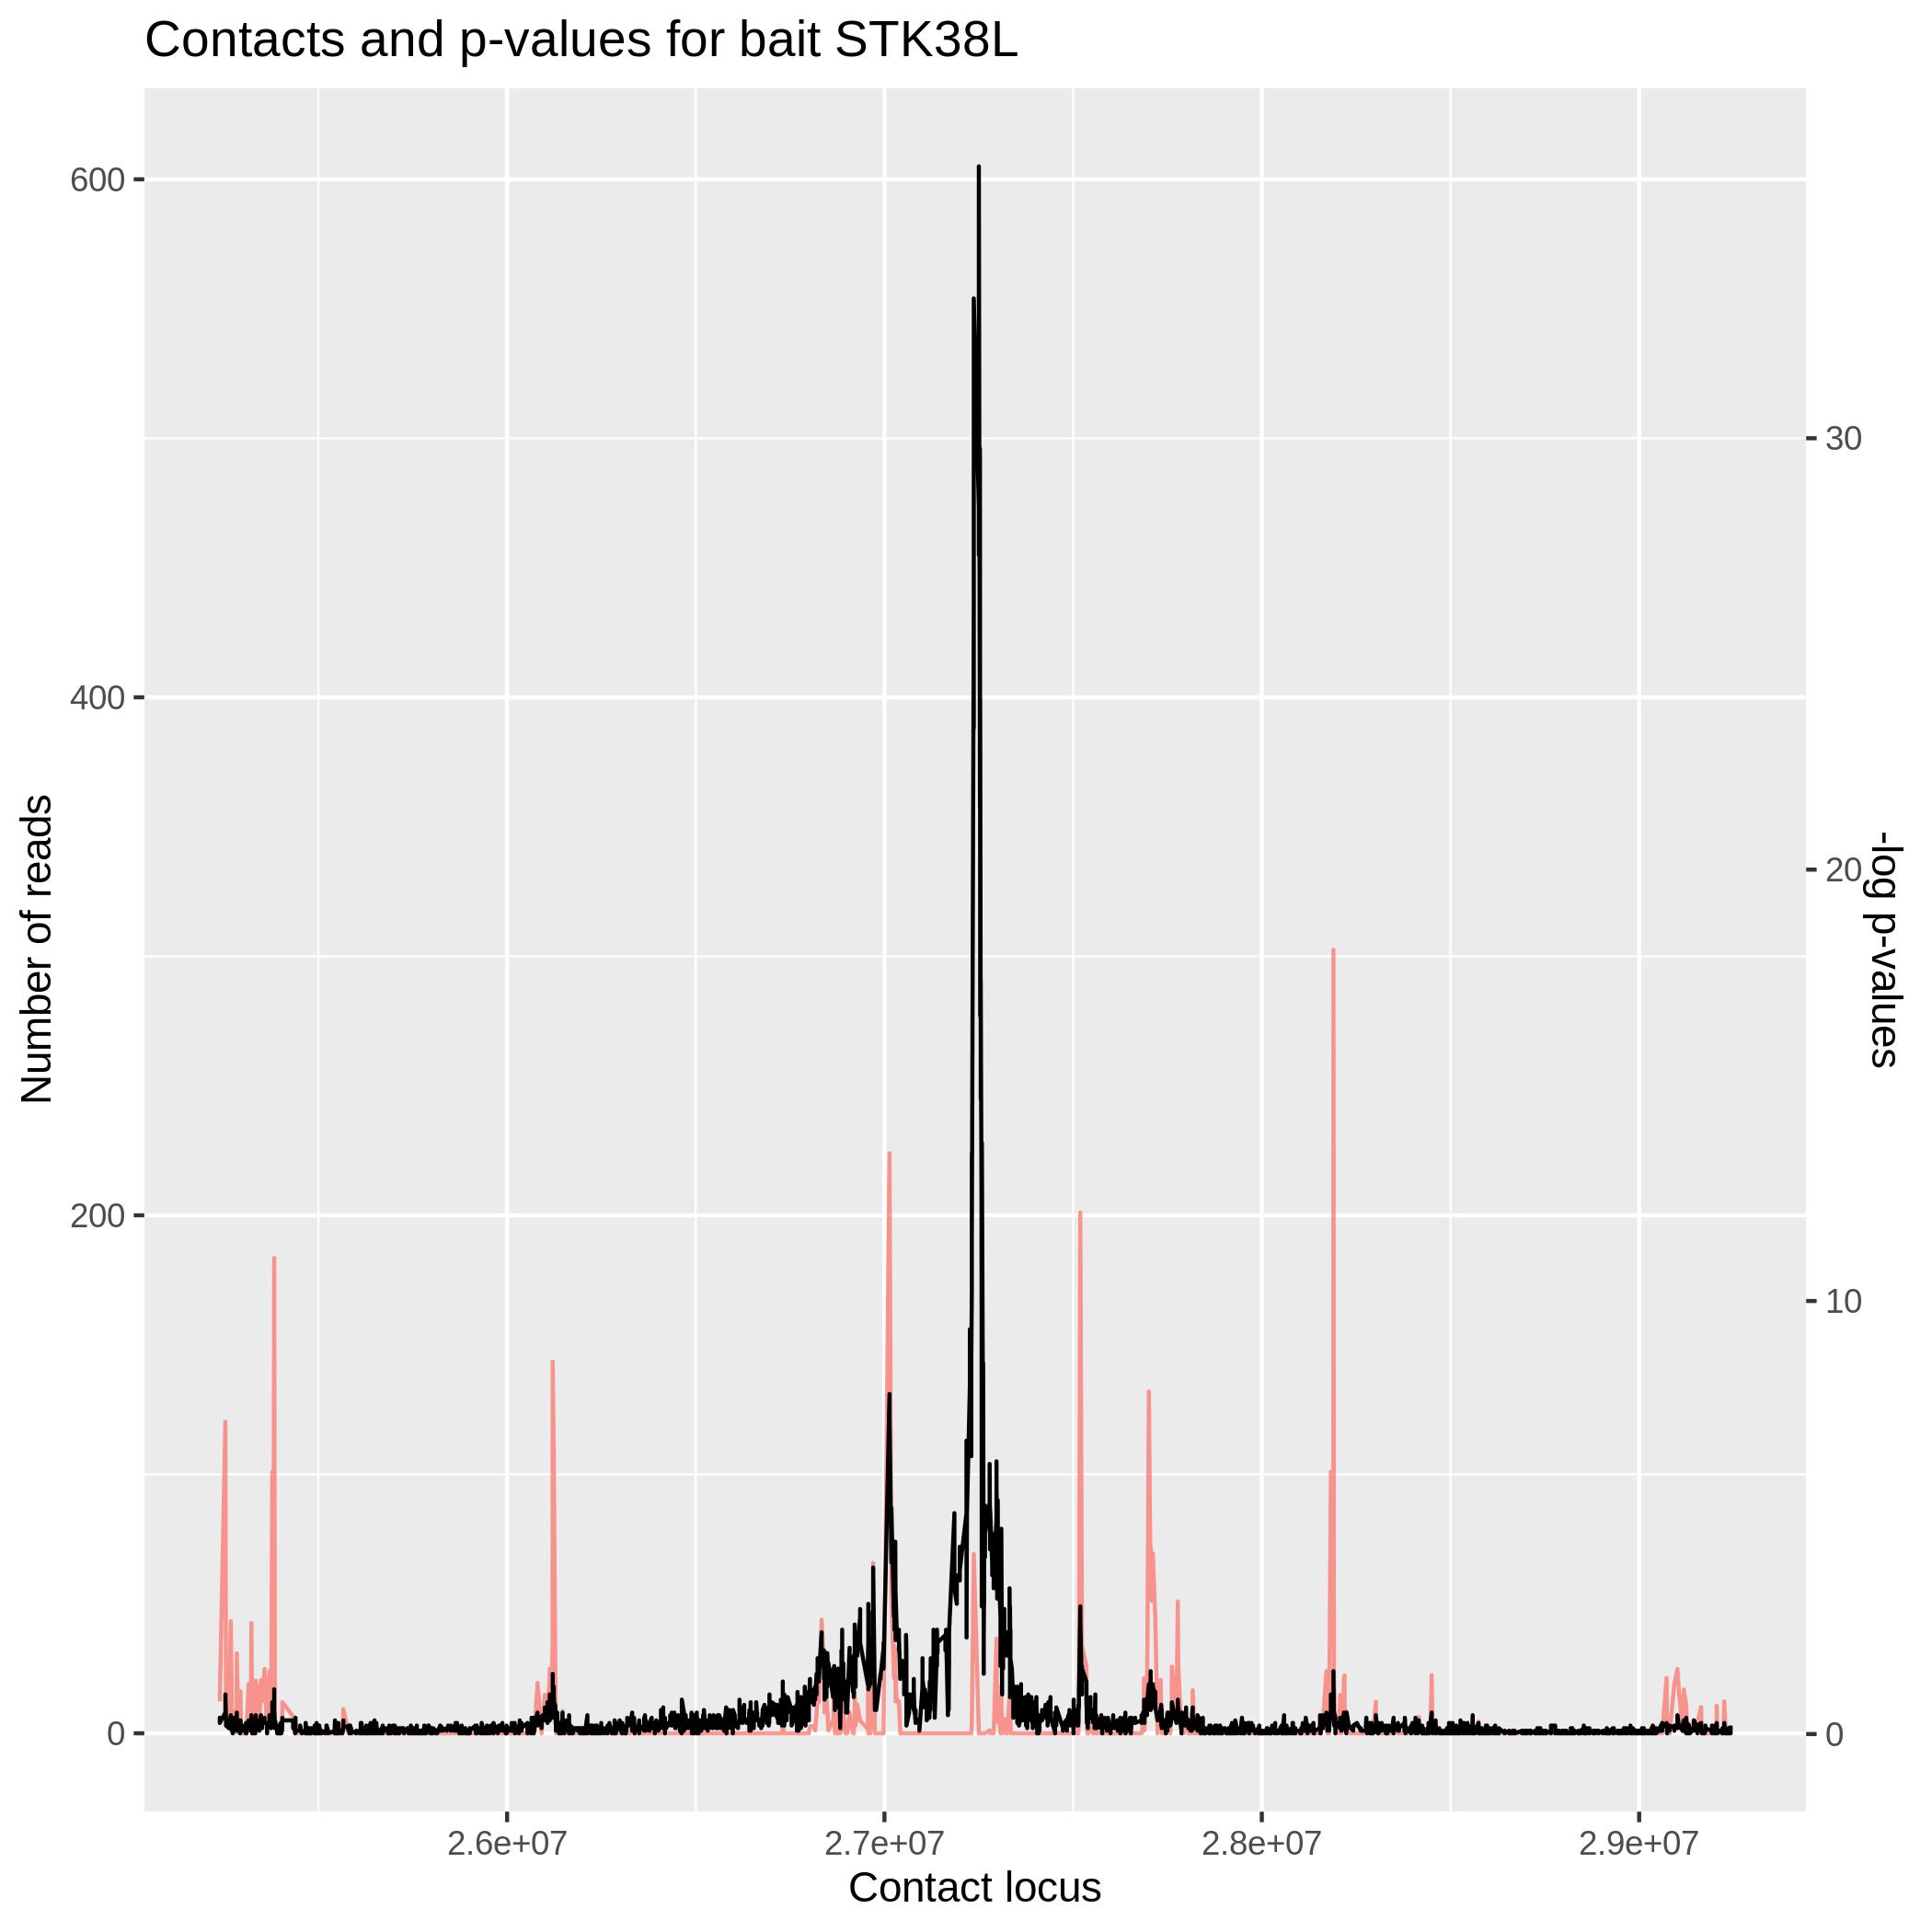 Contacts and p-values for bait STK38L
600
400
200
0
Number of reads
30
20
10
0
-log p-values
2.6e+07 2.7e+07 2.8e+07 2.9e+07
Contact locus